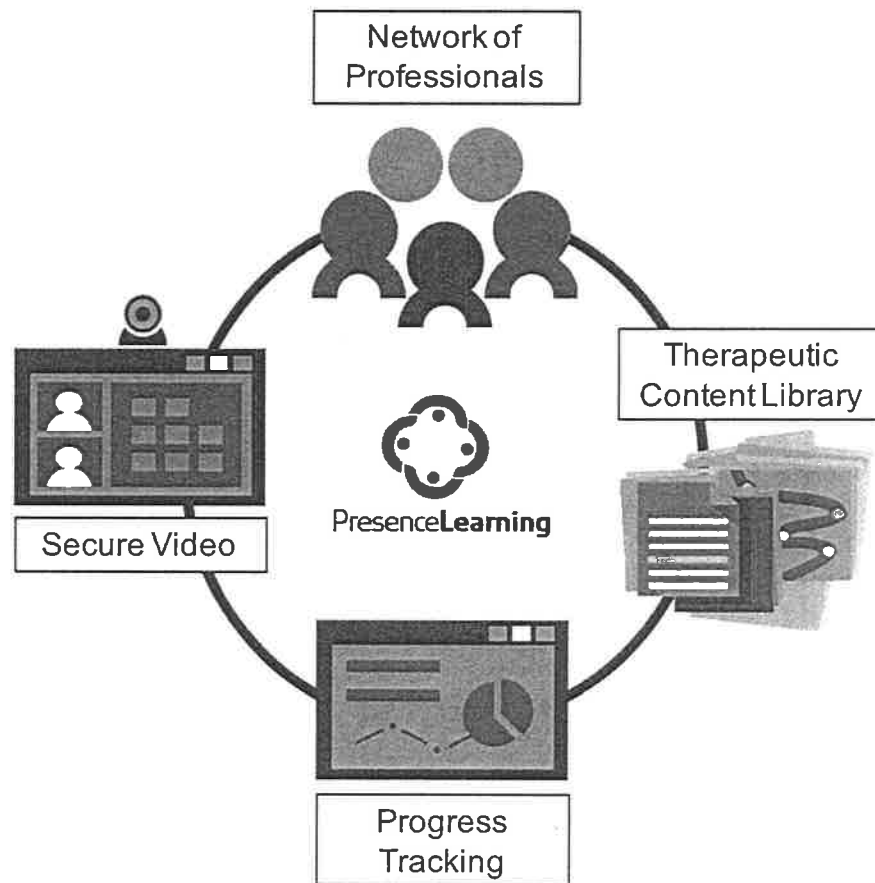 Network of
Professionals
Therapeutic
Content Library
PresenceLearning
Secure Video
Progress
Tracking